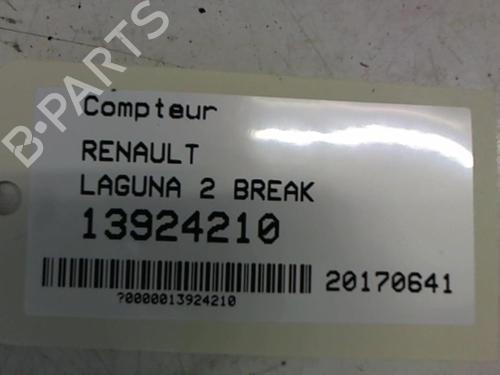 B-PARTS
Compteur
RENAULT
LAGUNA 2 BREAK
13924210
20170641
?0000013924210